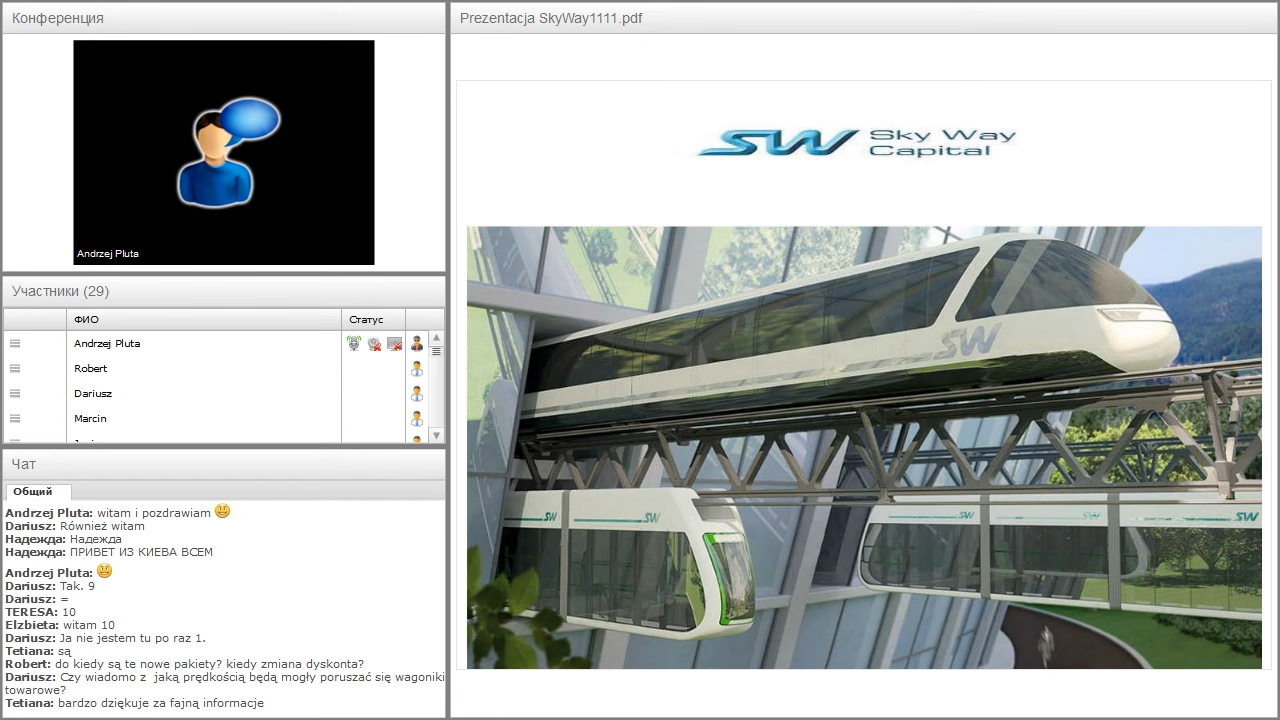 Конференция
Andrzej Pluta
Участники (29)
ФИО Статус
Andrzej Pluta
Robert
Dariusz
Marcin
Чат
Общий
Andrzej Pluta: witam i pozdrawiam
Dariusz: Również witam
Надежда: Надежда
Надежда: ПРИВЕТ ИЗ КИЕВА ВСЕМ
Andrzej Pluta:
Dariusz: Tak. 9
Dariusz: =
TERESA: 10
Elzbieta: witam 10
Dariusz: Ja nie jestem tu po raz 1.
Tetiana: są
Robert: do kiedy są te nowe pakiety? kiedy zmiana dyskonta?
Dariusz: Czy wiadomo z jaką prędkością będą mogły poruszać się wagoniki
towarowe?
Tetiana: bardzo dziękuje za fajną informacje
Prezentacja SkyWay1111.pdf
SW Sky Way
Capital
SW
SW
SW
SW
SW
SW